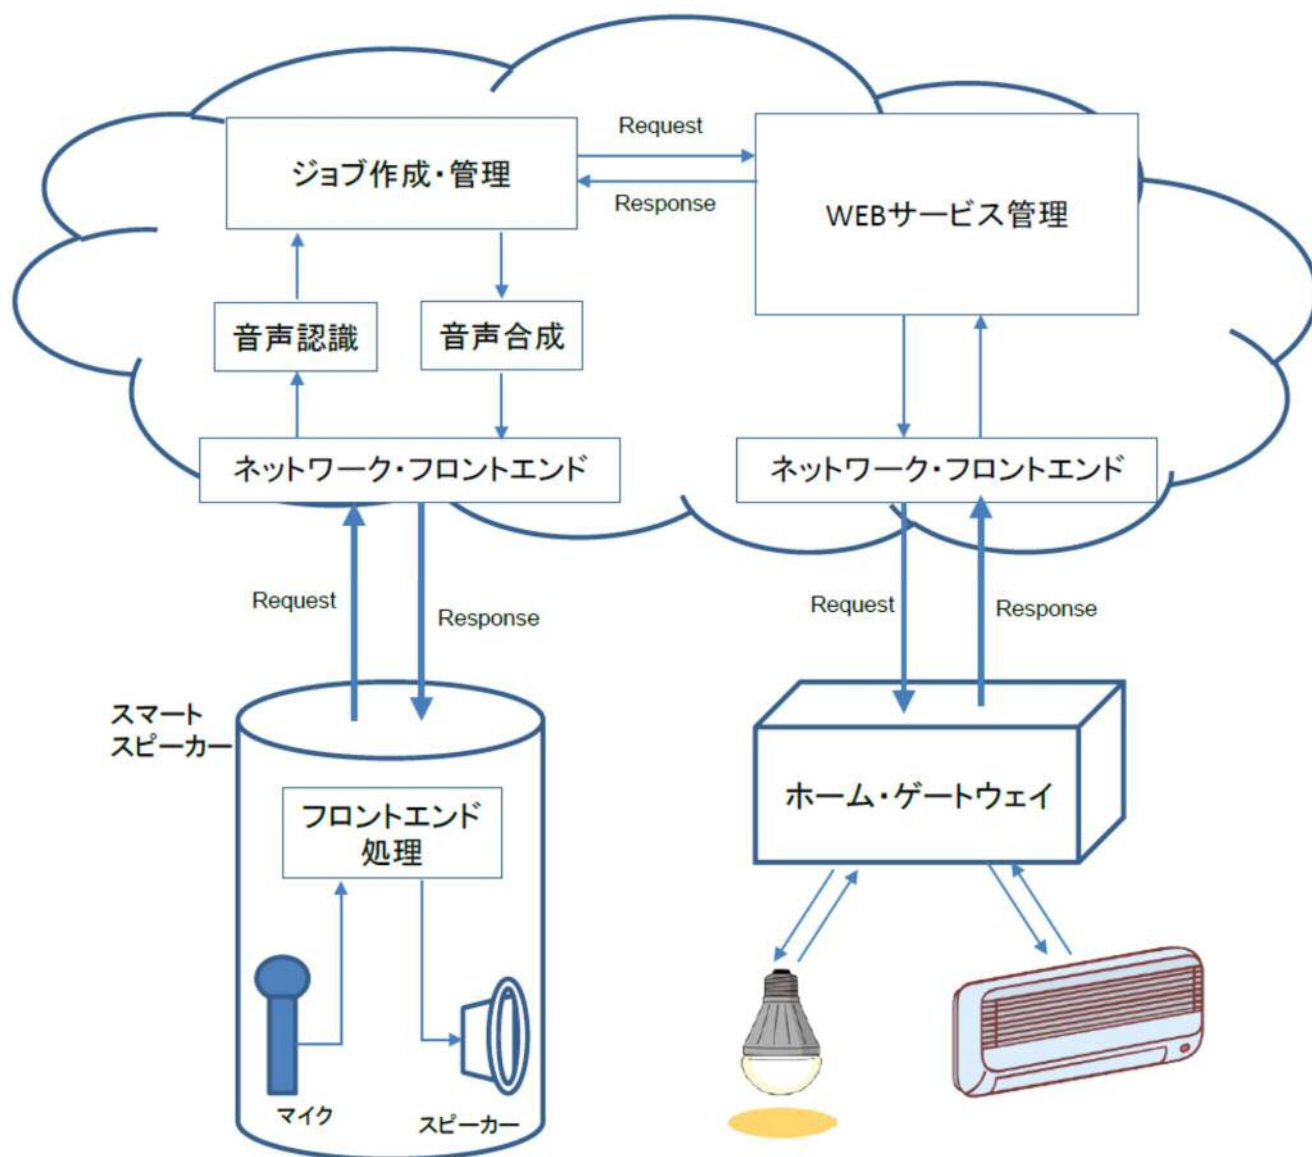 Request
ジョブ作成・管理
Response
WEBサービス管理
音声認識
音声合成
ネットワーク・フロントエンド
ネットワーク・フロントエンド
Request
Response
Request
Response
スマート
スピーカー
フロントエンド
処理
ホーム・ゲートウェイ
マイク
スピーカー